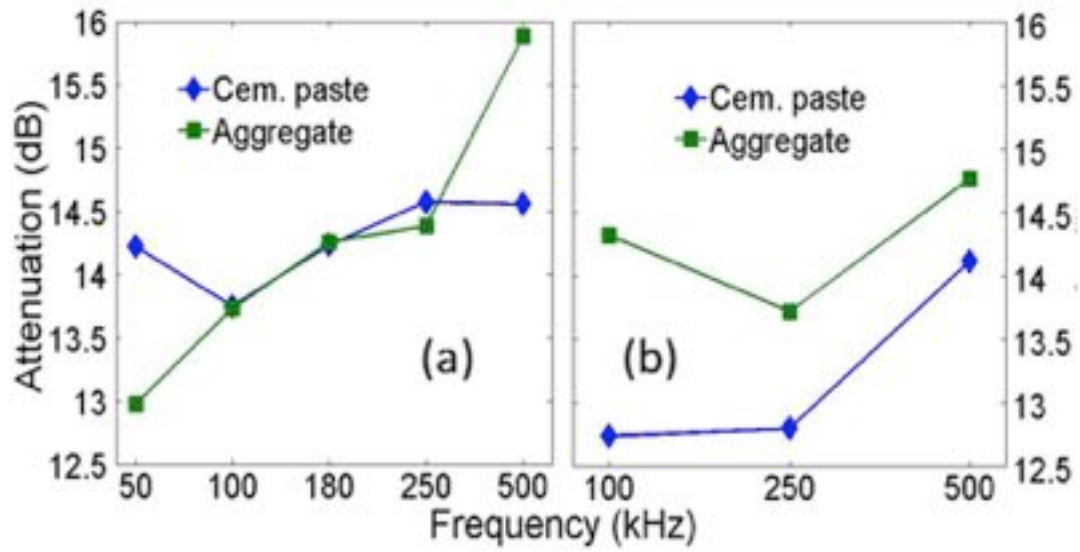 16
15.5
15
14.5
14
13.5
13
12.5
Attenuation (dB)
Cem. paste
Aggregate
(a)
50 100 180 250 500
Cem. paste
Aggregate
(b)
100 250 500
16
15.5
15
14.5
14
13.5
13
12.5
Frequency (kHz)